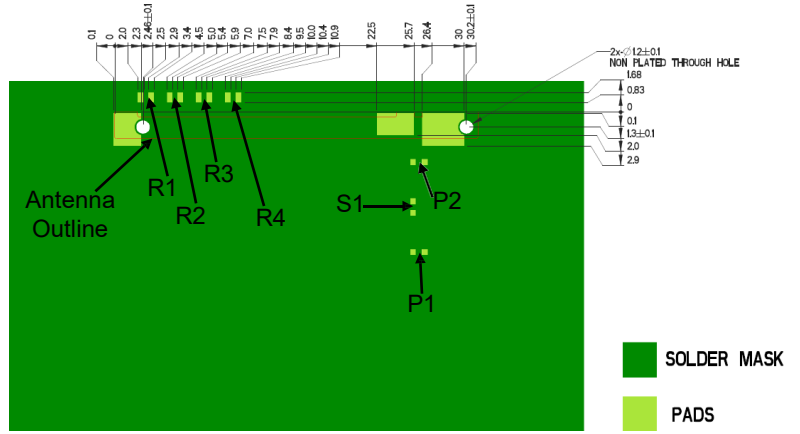 0.1
0
2.0
2.3
2.46±0.1
2.5
2.9
3.4
4.5
5.0
5.4
5.9
7.0
7.5
7.9
8.4
9.5
10.0
10.4
10.9
22.5
25.7
26.4
30
30.2±0.1
2x-∅1.2±0.1
NON PLATED THROUGH HOLE
1.68
0.83
0
0.1
1.3±0.1
2.0
2.9
R1
R2
R3
R4
Antenna
Outline
S1
P2
P1
SOLDER MASK
PADS